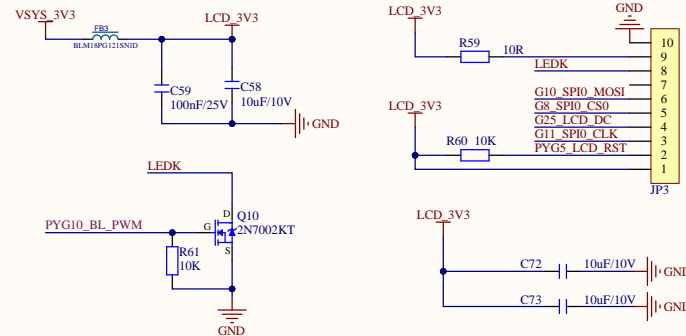 VSYS_3V3
FB3
BLM18PG121SNID
LCD_3V3
C59
100nF/25V
C58
10uF/10V
GND
LEDK
Q10
2N7002KT
D
G
S
PYG10_BL_PWM
R61
10K
GND
LCD_3V3
R59
10R
GND
LEDK
G10_SPI0_MOSI
G8_SPI0_CS0
G25_LCD_DC
G11_SPI0_CLK
PYG5_LCD_RST
LCD_3V3
R60 10K
10
9
8
7
6
5
4
3
2
1
JP3
LCD_3V3
C72
10uF/10V
GND
C73
10uF/10V
GND